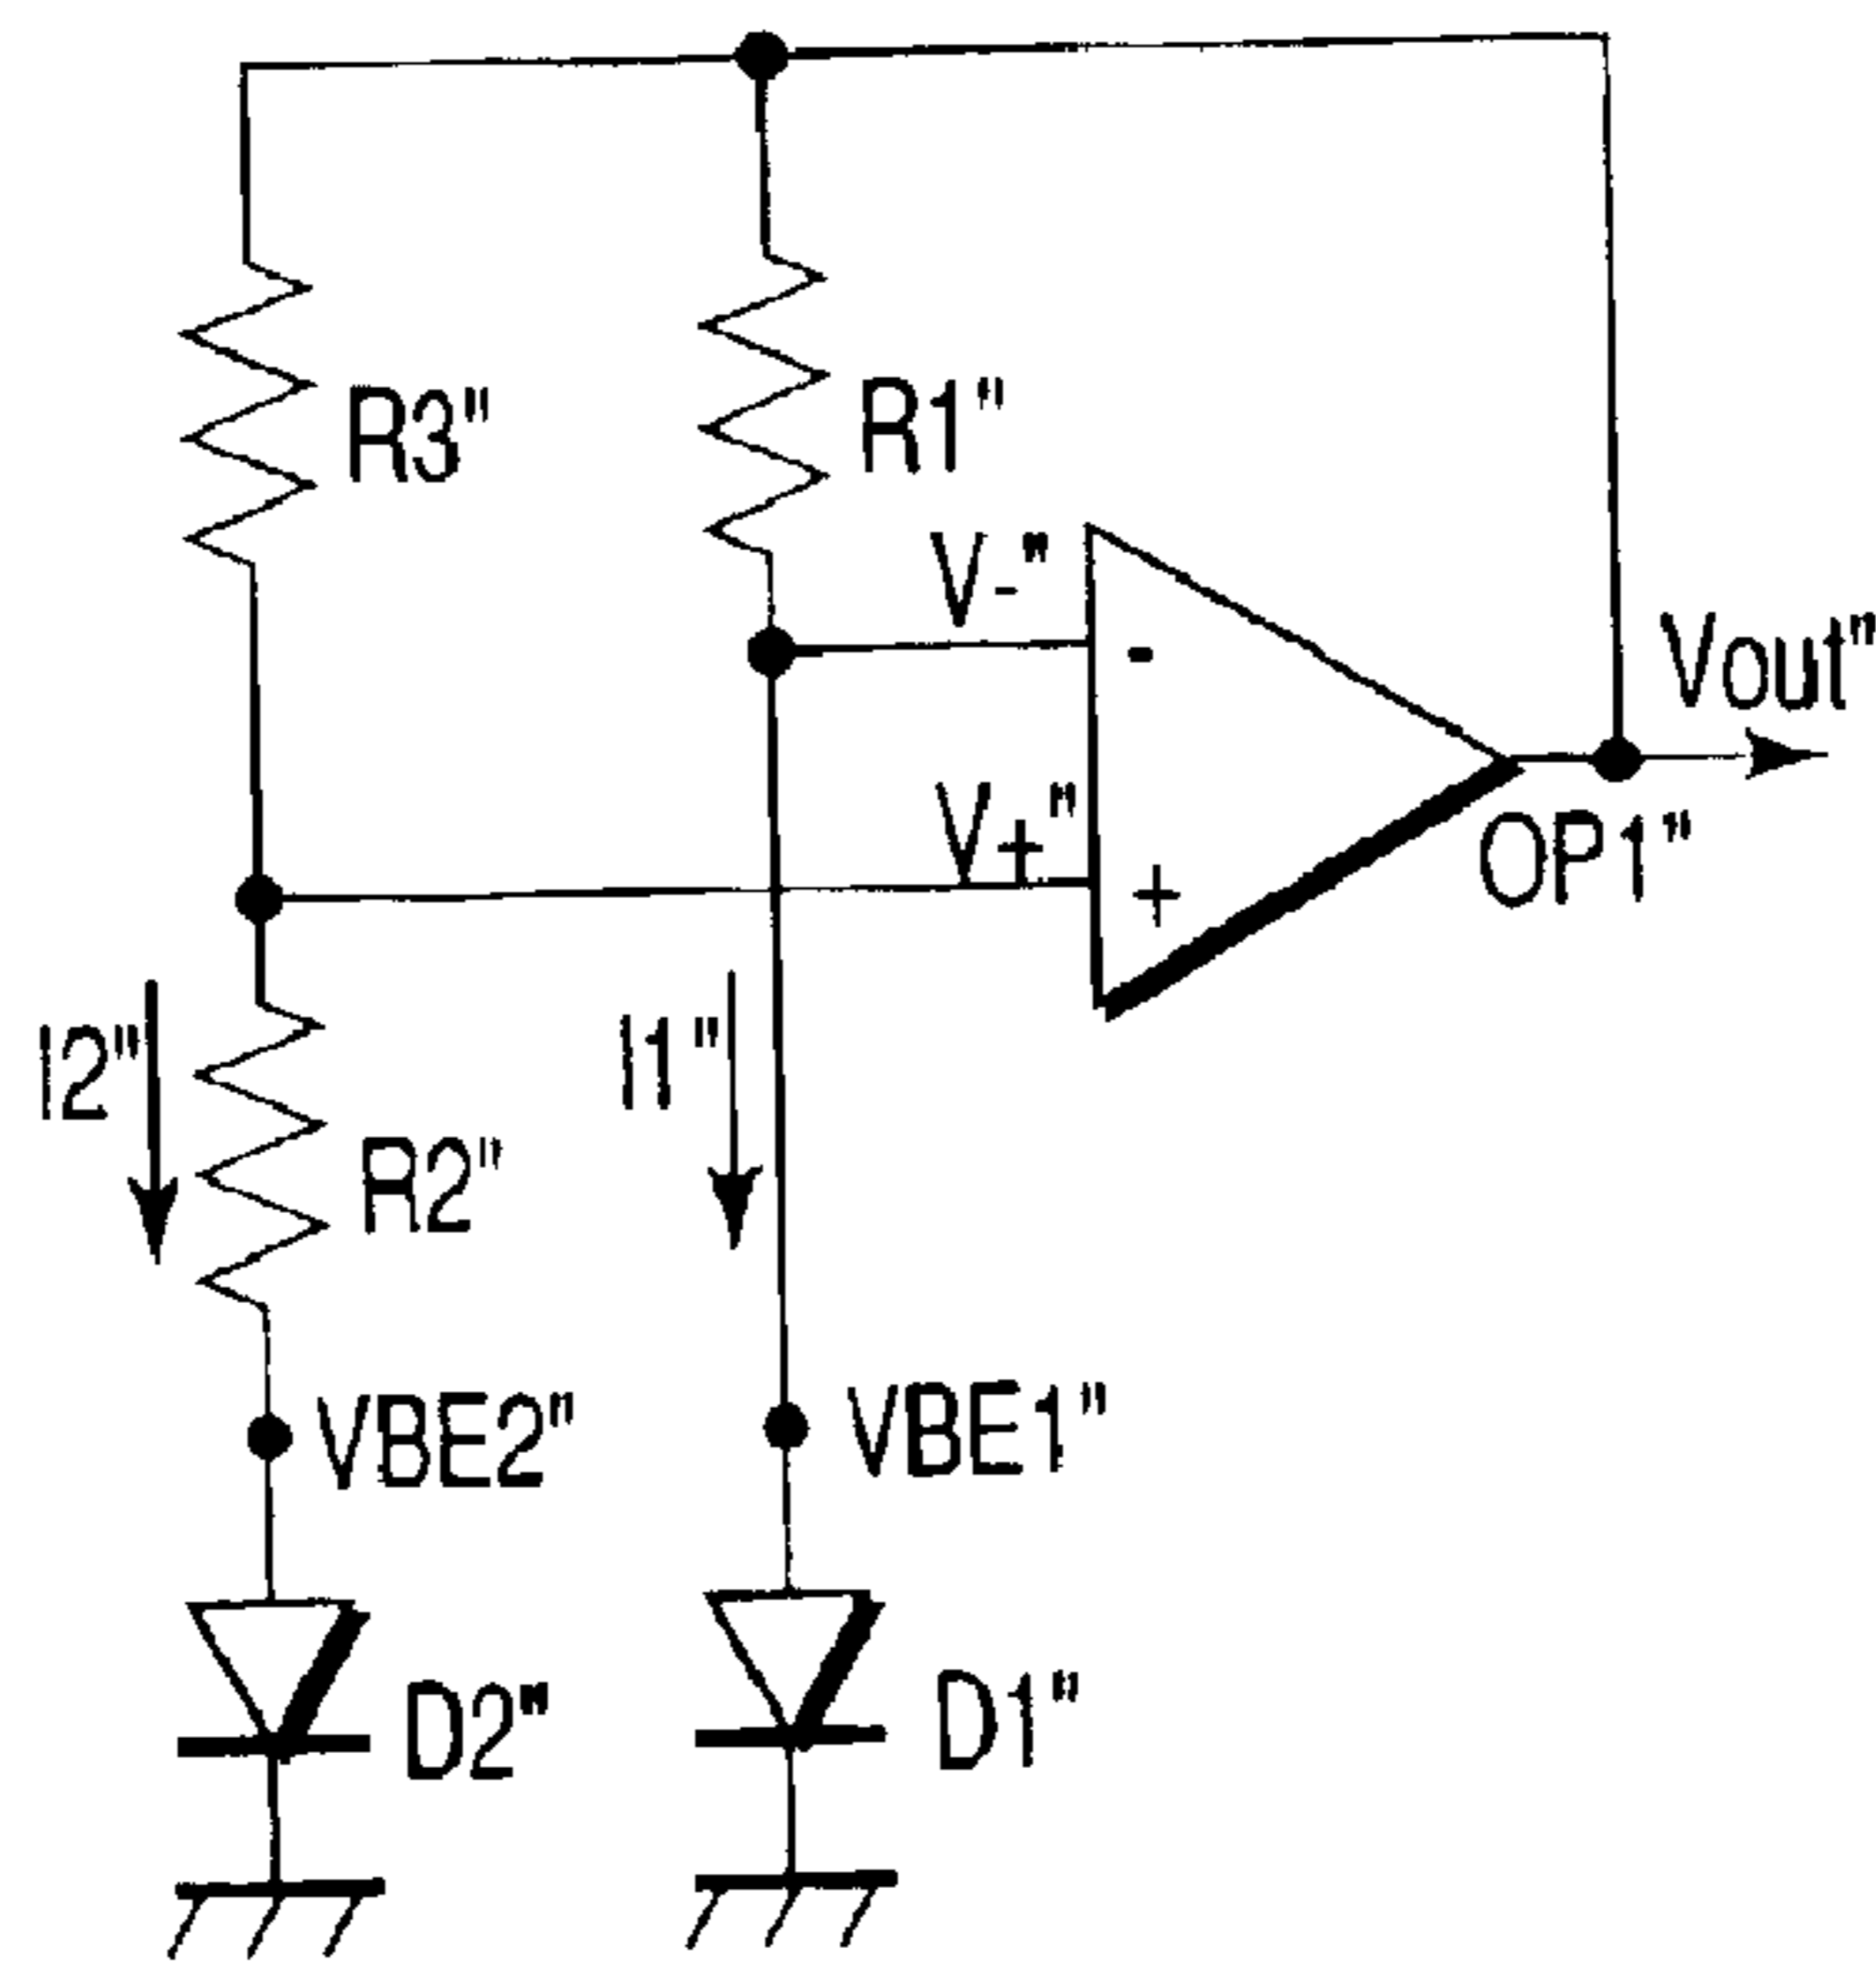 R3"
R1"
V-"
-
Vout"
V+"
+
OP1"
I2"
I1"
R2"
VBE2"
VBE1"
D2"
D1"